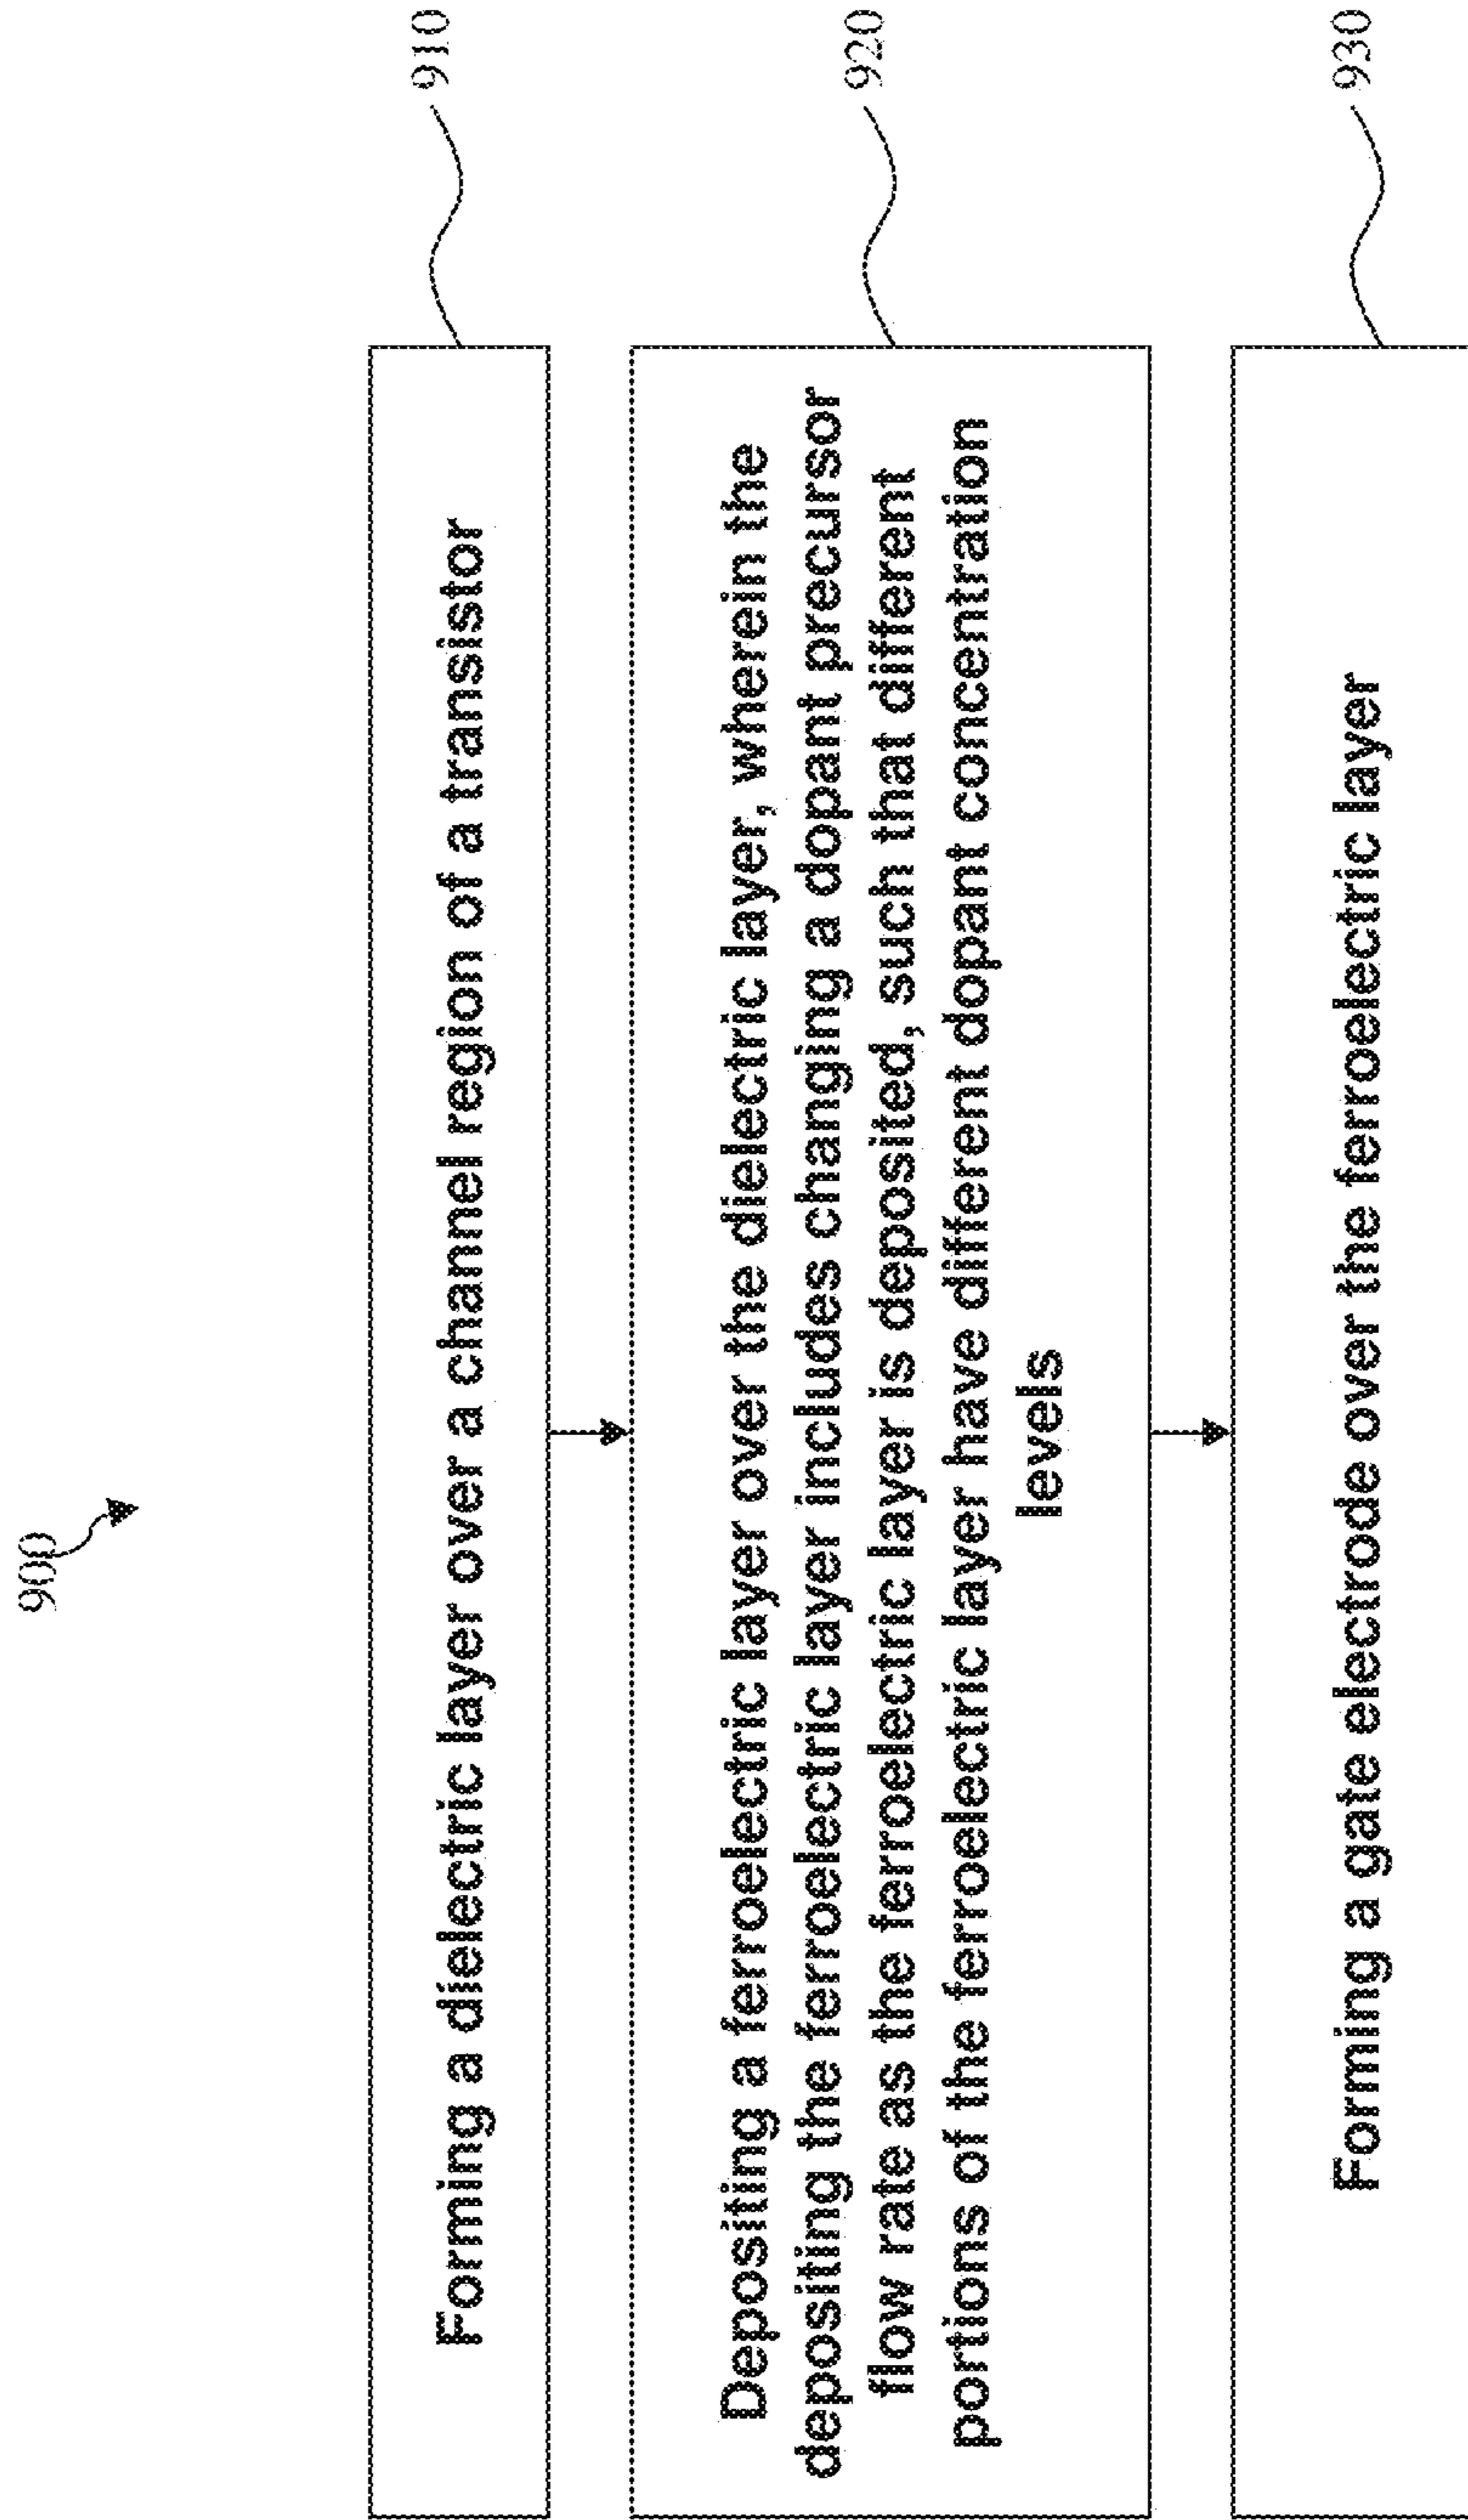 900
Forming a dielectric layer over a channel region of a transistor
910
Depositing a ferroelectric layer over the dielectric layer, wherein the
depositing the ferroelectric layer includes changing a dopant precursor
flow rate as the ferroelectric layer is deposited, such that different
portions of the ferroelectric layer have different dopant concentration
levels
920
Forming a gate electrode over the ferroelectric layer
930